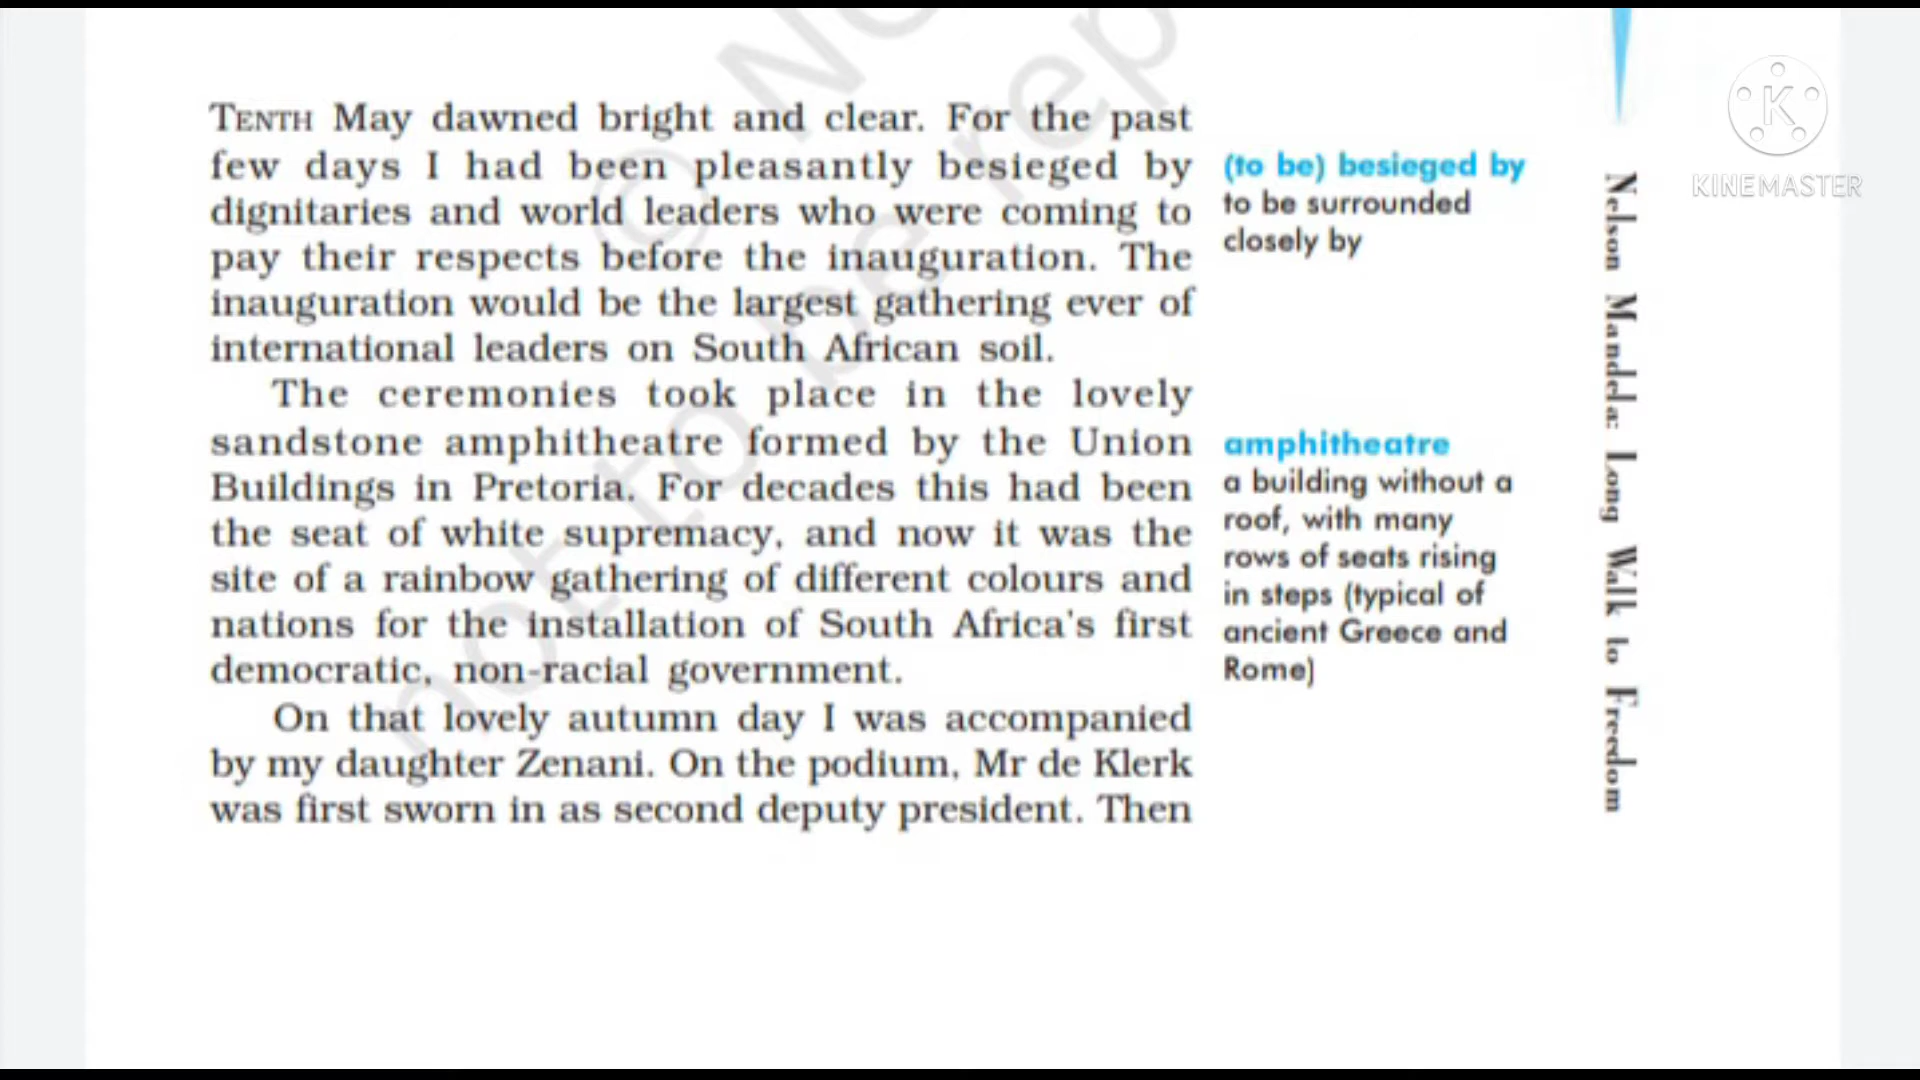 TENTH May dawned bright and clear. For the past
few days I had been pleasantly besieged by
dignitaries and world leaders who were coming to
pay their respects before the inauguration. The
inauguration would be the largest gathering ever of
international leaders on South African soil.
The ceremonies took place in the lovely
sandstone amphitheatre formed by the Union
Buildings in Pretoria. For decades this had been
the seat of white supremacy, and now it was the
site of a rainbow gathering of different colours and
nations for the installation of South Africa's first
democratic, non-racial government.
On that lovely autumn day I was accompanied
by my daughter Zenani. On the podium, Mr de Klerk
was first sworn in as second deputy president. Then
(to be) besieged by
to be surrounded
closely by
amphitheatre
a building without a
roof, with many
rows of seats rising
in steps (typical of
ancient Greece and
Rome)
Nelson Mandela: Long Walk to Freedom
K
KINEMASTER
© No
not to be rep